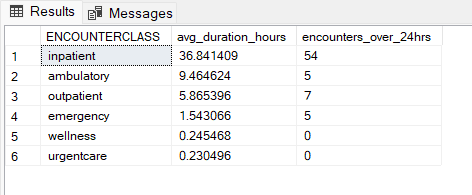 Results Messages
ENCOUNTERCLASS avg_duration_hours encounters_over_24hrs
1 inpatient 36.841409 54
2 ambulatory 9.464624 5
3 outpatient 5.865396 7
4 emergency 1.543066 5
5 wellness 0.245468 0
6 urgentcare 0.230496 0